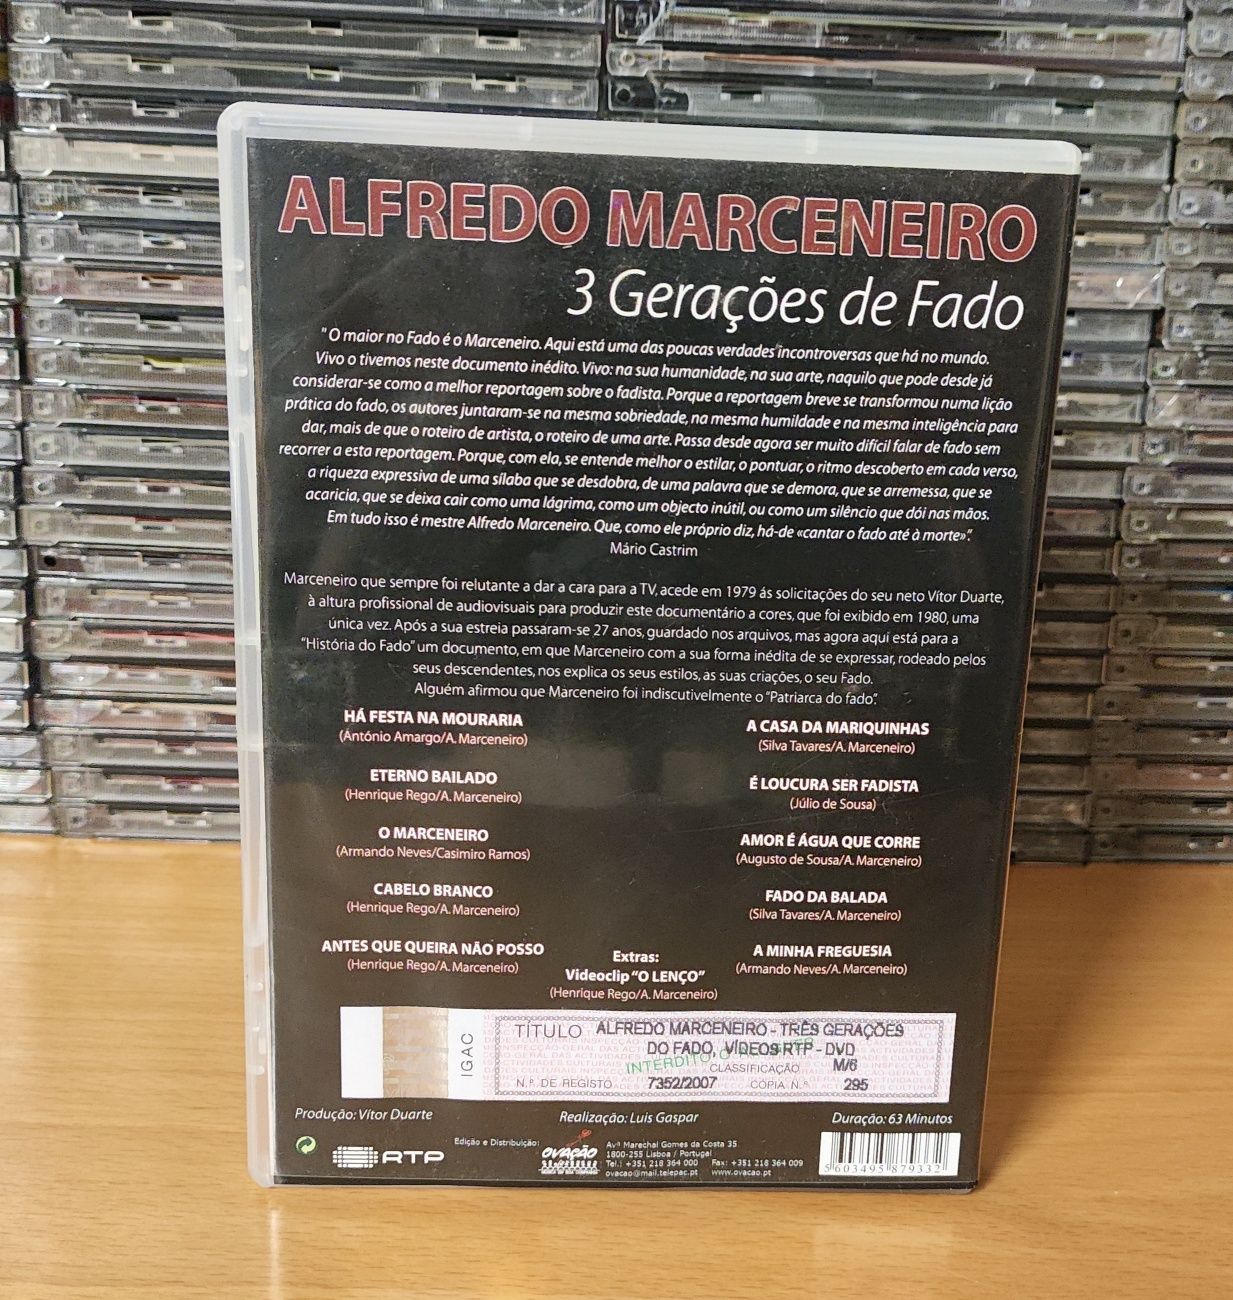 ALFREDO MARCENEIRO
3 Gerações de Fado
"O maior no Fado é o Marceneiro. Aqui está uma das poucas verdades incontroversas que há no mundo.
Vivo o tivemos neste documento inédito. Vivo: na sua humanidade, na sua arte, naquilo que pode desde já
considerar-se como a melhor reportagem sobre o fadista. Porque a reportagem breve se transformou numa lição
prática do fado, os autores juntaram-se na mesma sobriedade, na mesma humildade e na mesma inteligência para
dar, mais de que o roteiro de artista, o roteiro de uma arte. Passa desde agora ser muito difícil falar de fado sem
recorrer a esta reportagem. Porque, com ela, se entende melhor o estilar, o pontuar, o ritmo descoberto em cada verso,
a riqueza expressiva de uma sílaba que se desdobra, de uma palavra que se demora, que se arremessa, que se
acaricia, que se deixa cair como uma lágrima, como um objecto inútil, ou como um silêncio que dói nas mãos.
Em tudo isso é mestre Alfredo Marceneiro. Que, como ele próprio diz, há-de «cantar o fado até à morte»".
Mário Castrim
Marceneiro que sempre foi relutante a dar a cara para a TV, acede em 1979 ás solicitações do seu neto Vítor Duarte,
à altura profissional de audiovisuais para produzir este documentário a cores, que foi exibido em 1980, uma
única vez. Após a sua estreia passaram-se 27 anos, guardado nos arquivos, mas agora aqui está para a
"História do Fado" um documento, em que Marceneiro com a sua forma inédita de se expressar, rodeado pelos
seus descendentes, nos explica os seus estilos, as suas criações, o seu Fado.
Alguém afirmou que Marceneiro foi indiscutivelmente o "Patriarca do fado".
HÁ FESTA NA MOURARIA
(António Amargo/A. Marceneiro)
ETERNO BAILADO
(Henrique Rego/A. Marceneiro)
O MARCENEIRO
(Armando Neves/Casimiro Ramos)
CABELO BRANCO
(Henrique Rego/A. Marceneiro)
ANTES QUE QUEIRA NÃO POSSO
(Henrique Rego/A. Marceneiro)
A CASA DA MARIQUINHAS
(Silva Tavares/A. Marceneiro)
É LOUCURA SER FADISTA
(Júlio de Sousa)
AMOR É ÁGUA QUE CORRE
(Augusto de Sousa/A. Marceneiro)
FADO DA BALADA
(Silva Tavares/A. Marceneiro)
A MINHA FREGUESIA
(Armando Neves/A. Marceneiro)
Extras:
Videoclip "O LENÇO"
(Henrique Rego/A. Marceneiro)
IGAC
TÍTULO ALFREDO MARCENEIRO - TRÊS GERAÇÕES
DO FADO, VÍDEOS RTP - DVD
INTERDITO O
CLASSIFICAÇÃO M/6
N.º DE REGISTO 7352/2007 CÓPIA N.º 295
Produção: Vítor Duarte
Realização: Luis Gaspar
Duração: 63 Minutos
RTP
Edição e Distribuição:
OVAÇÃO
Avª Marechal Gomes da Costa 35
1800-255 Lisboa / Portugal
Tel.: +351 218 364 000 Fax: +351 218 364 009
ovacao@mail.telepac.pt www.ovacao.pt
5603495879332